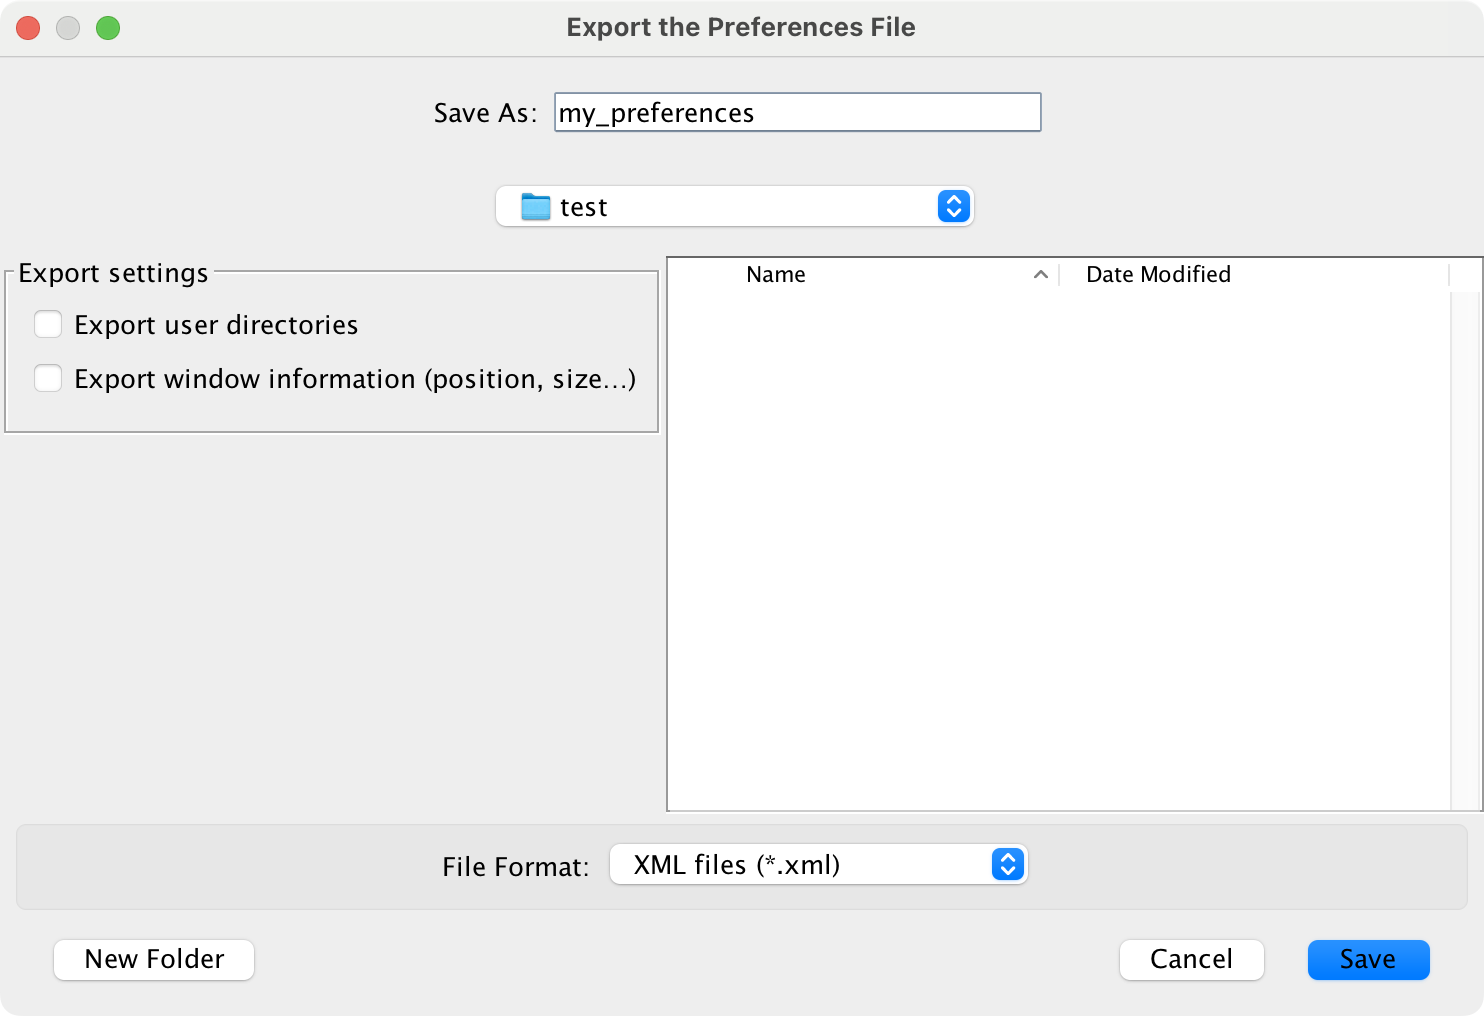 Export the Preferences File
Save As: my_preferences
test
Export settings
Export user directories
Export window information (position, size...)
Name Date Modified
File Format: XML files (*.xml)
New Folder Cancel Save